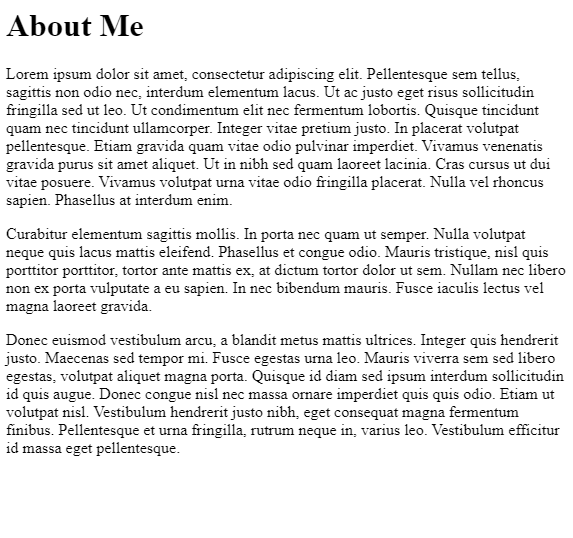 About Me
Lorem ipsum dolor sit amet, consectetur adipiscing elit. Pellentesque sem tellus,
sagittis non odio nec, interdum elementum lacus. Ut ac justo eget risus sollicitudin
fringilla sed ut leo. Ut condimentum elit nec fermentum lobortis. Quisque tincidunt
quam nec tincidunt ullamcorper. Integer vitae pretium justo. In placerat volutpat
pellentesque. Etiam gravida quam vitae odio pulvinar imperdiet. Vivamus venenatis
gravida purus sit amet aliquet. Ut in nibh sed quam laoreet lacinia. Cras cursus ut dui
vitae posuere. Vivamus volutpat urna vitae odio fringilla placerat. Nulla vel rhoncus
sapien. Phasellus at interdum enim.
Curabitur elementum sagittis mollis. In porta nec quam ut semper. Nulla volutpat
neque quis lacus mattis eleifend. Phasellus et congue odio. Mauris tristique, nisl quis
porttitor porttitor, tortor ante mattis ex, at dictum tortor dolor ut sem. Nullam nec libero
non ex porta vulputate a eu sapien. In nec bibendum mauris. Fusce iaculis lectus vel
magna laoreet gravida.
Donec euismod vestibulum arcu, a blandit metus mattis ultrices. Integer quis hendrerit
justo. Maecenas sed tempor mi. Fusce egestas urna leo. Mauris viverra sem sed libero
egestas, volutpat aliquet magna porta. Quisque id diam sed ipsum interdum sollicitudin
id quis augue. Donec congue nisl nec massa ornare imperdiet quis quis odio. Etiam ut
volutpat nisl. Vestibulum hendrerit justo nibh, eget consequat magna fermentum
finibus. Pellentesque et urna fringilla, rutrum neque in, varius leo. Vestibulum efficitur
id massa eget pellentesque.